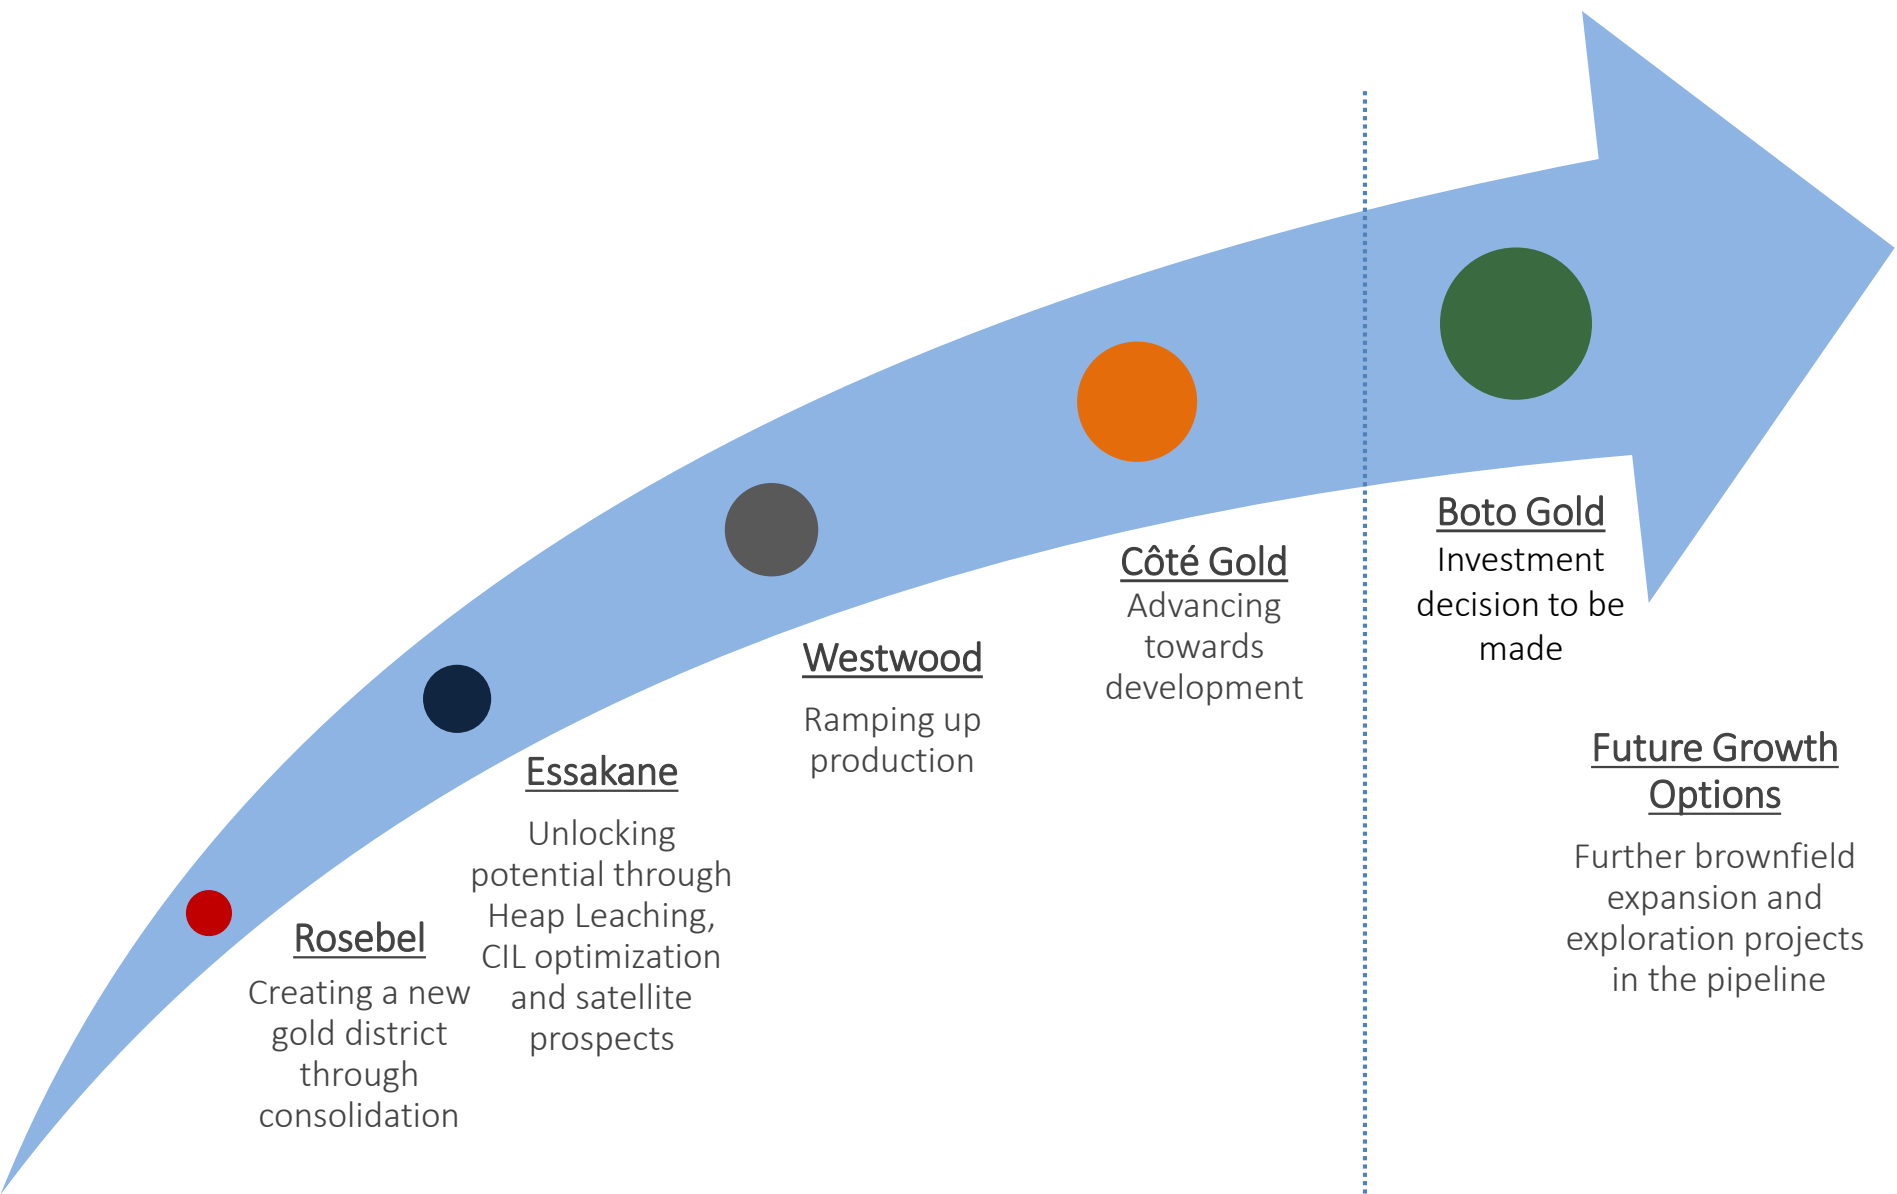 Rosebel
Creating a new
gold district
through
consolidation
Essakane
Unlocking
potential through
Heap Leaching,
CIL optimization
and satellite
prospects
Westwood
Ramping up
production
Côté Gold
Advancing
towards
development
Boto Gold
Investment
decision to be
made
Future Growth
Options
Further brownfield
expansion and
exploration projects
in the pipeline